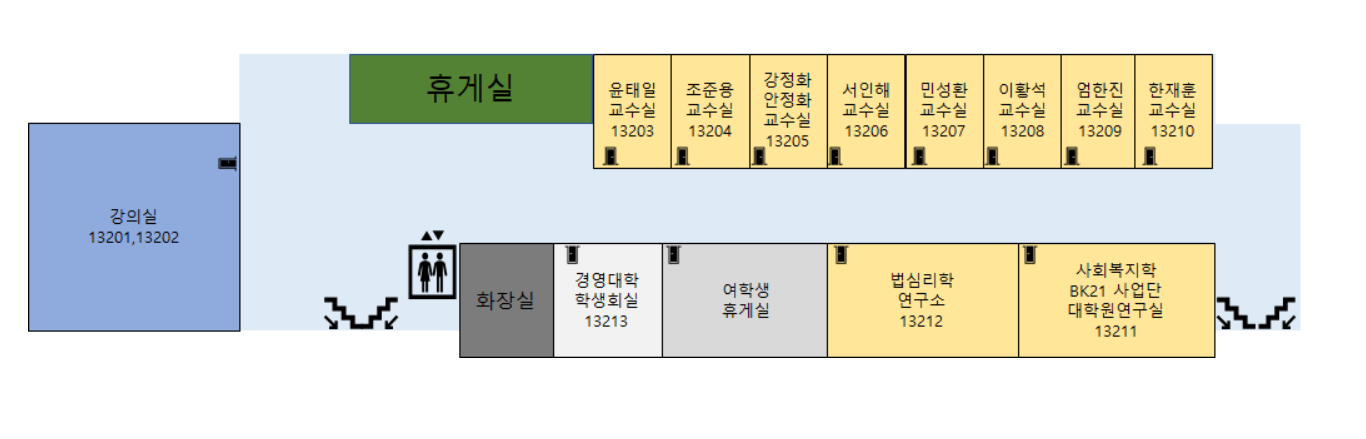 휴게실
윤태일
교수실
13203
조준용
교수실
13204
강정화
안정화
교수실
13205
서인해
교수실
13206
민성환
교수실
13207
이황석
교수실
13208
엄한진
교수실
13209
한재훈
교수실
13210
강의실
13201,13202
화장실
경영대학
학생회실
13213
여학생
휴게실
법심리학
연구소
13212
사회복지학
BK21 사업단
대학원연구실
13211